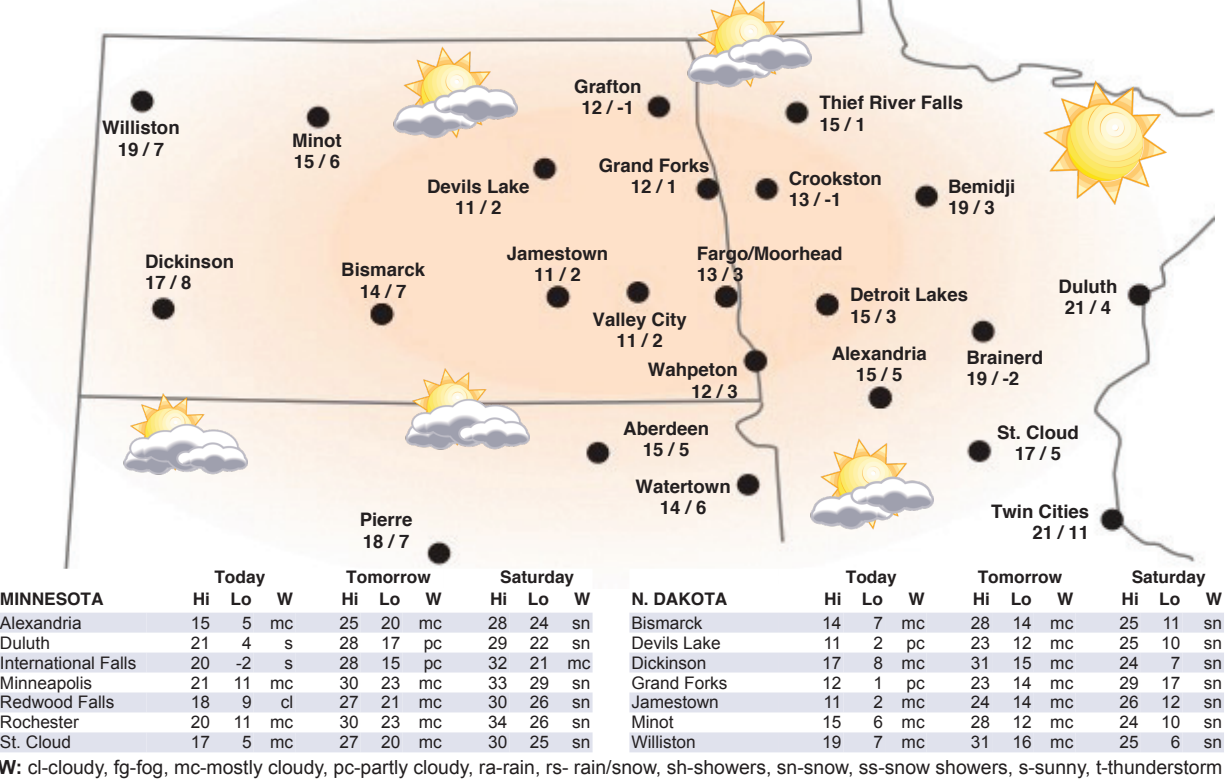 Grafton
12 / -1
Thief River Falls
15 / 1
Williston
19 / 7
Minot
15 / 6
Grand Forks
12 / 1
Devils Lake
11 / 2
Crookston
13 / -1
Bemidji
19 / 3
Dickinson
17 / 8
Bismarck
14 / 7
Jamestown
11 / 2
Fargo/Moorhead
13 / 3
Valley City
11 / 2
Detroit Lakes
15 / 3
Duluth
21 / 4
Wahpeton
12 / 3
Alexandria
15 / 5
Brainerd
19 / -2
Aberdeen
15 / 5
St. Cloud
17 / 5
Watertown
14 / 6
Pierre
18 / 7
Twin Cities
21 / 11
Today Tomorrow Saturday
MINNESOTA Hi Lo W Hi Lo W Hi Lo W
Alexandria 15 5 mc 25 20 mc 28 24 sn
Duluth 21 4 s 28 17 pc 29 22 sn
International Falls 20 -2 s 28 15 pc 32 21 mc
Minneapolis 21 11 mc 30 23 mc 33 29 sn
Redwood Falls 18 9 cl 27 21 mc 30 26 sn
Rochester 20 11 mc 30 23 mc 34 26 sn
St. Cloud 17 5 mc 27 20 mc 30 25 sn
Today Tomorrow Saturday
N. DAKOTA Hi Lo W Hi Lo W Hi Lo W
Bismarck 14 7 mc 28 14 mc 25 11 sn
Devils Lake 11 2 pc 23 12 mc 25 10 sn
Dickinson 17 8 mc 31 15 mc 24 7 sn
Grand Forks 12 1 pc 23 14 mc 29 17 sn
Jamestown 11 2 mc 24 14 mc 26 12 sn
Minot 15 6 mc 28 12 mc 24 10 sn
Williston 19 7 mc 31 16 mc 25 6 sn
W: cl-cloudy, fg-fog, mc-mostly cloudy, pc-partly cloudy, ra-rain, rs- rain/snow, sh-showers, sn-snow, ss-snow showers, s-sunny, t-thunderstorm